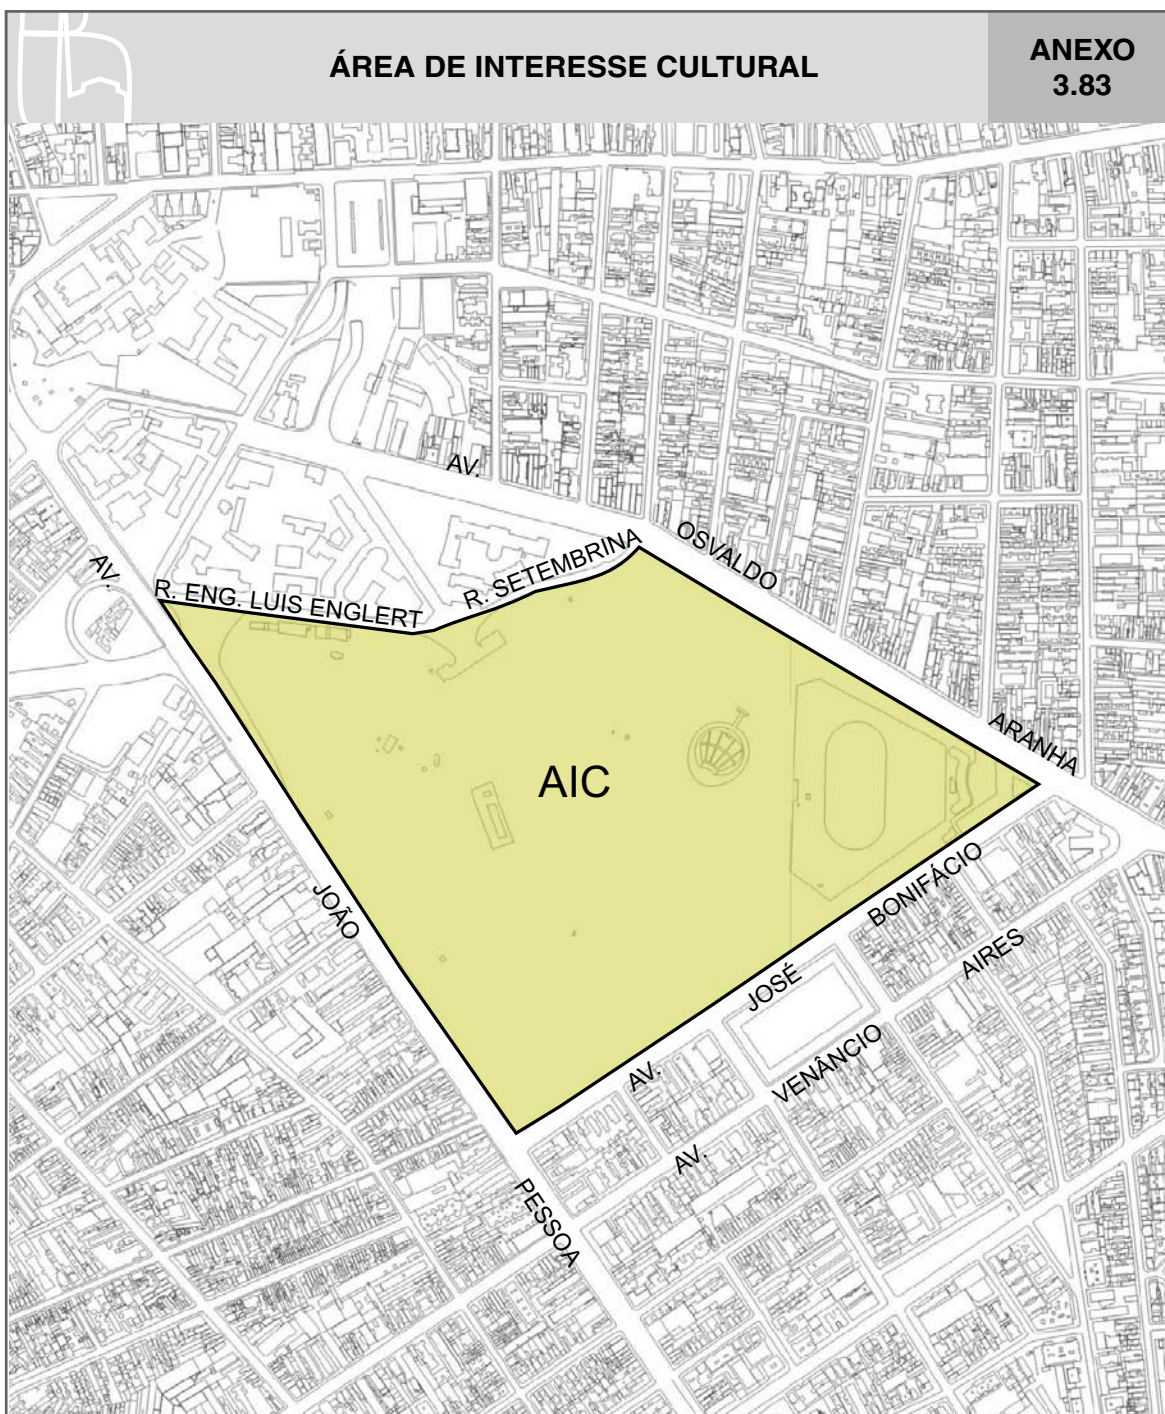 ÁREA DE INTERESSE CULTURAL
ANEXO
3.83
AV. OSVALDO ARANHA
R. SETEMBRINA
R. ENG. LUIS ENGLERT
AV. JOÃO PESSOA
AIC
AV. JOSÉ BONIFÁCIO
AV. VENÂNCIO AIRES